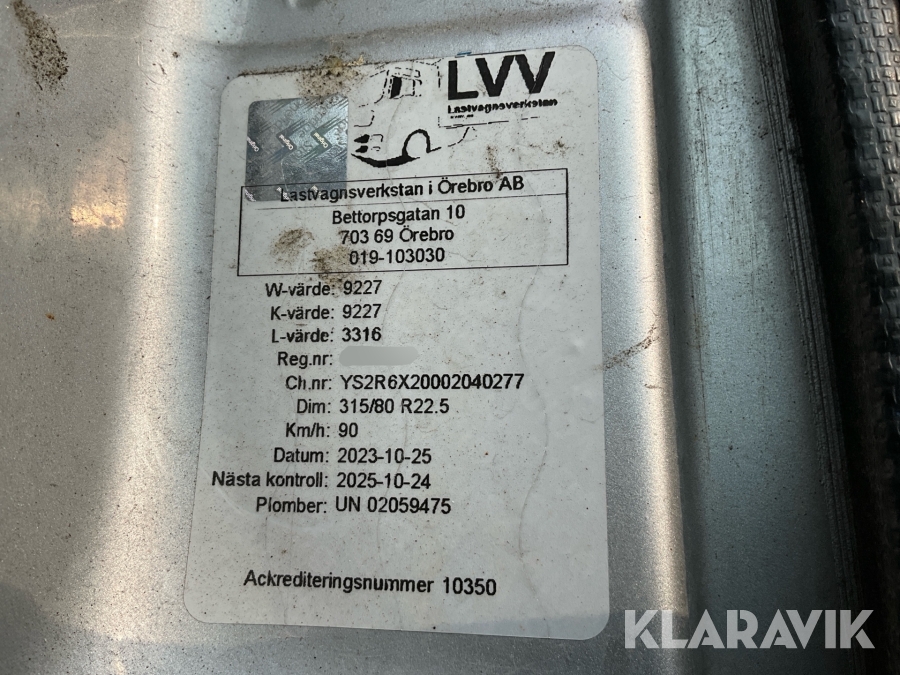 LVV
Lastvagnsverkstan
Lastvagnsverkstan i Örebro AB
Bettorpsgatan 10
703 69 Örebro
019-103030
W-värde: 9227
K-värde: 9227
L-värde: 3316
Reg.nr:
Ch.nr: YS2R6X20002040277
Dim: 315/80 R22.5
Km/h: 90
Datum: 2023-10-25
Nästa kontroll: 2025-10-24
Plomber: UN 02059475
Ackrediteringsnummer 10350
KLARAVIK